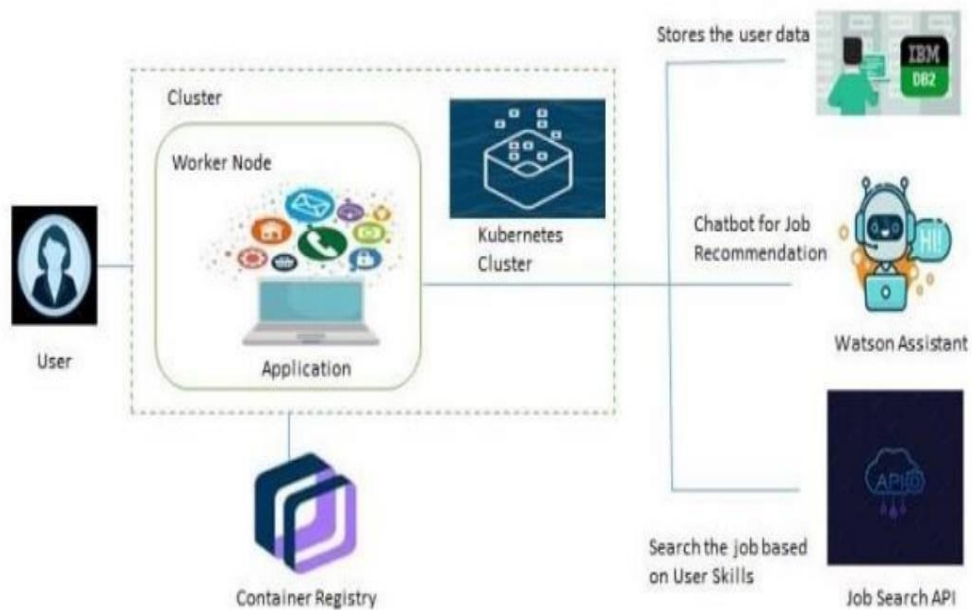 Stores the user data
IBM
DB2
Cluster
Worker Node
Kubernetes
Cluster
Chatbot for Job
Recommendation
HI!
User
Application
Watson Assistant
Container Registry
API
Search the job based
on User Skills
Job Search API